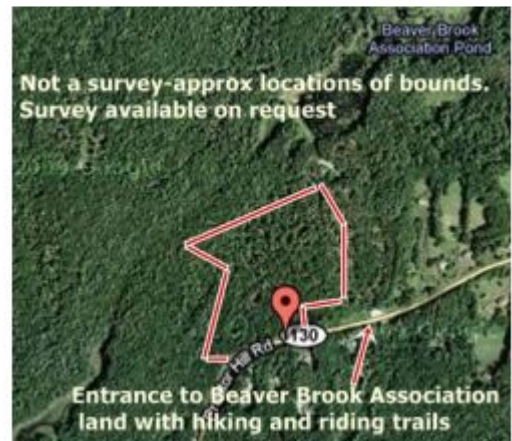 Beaver Brook
Association Pond
Not a survey-approx locations of bounds.
Survey available on request
130
Hill Rd
Entrance to Beaver Brook Association
land with hiking and riding trails